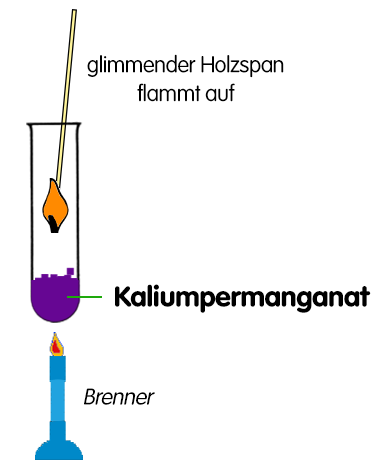 glimmender Holzspan
flammt auf
Kaliumpermanganat
Brenner